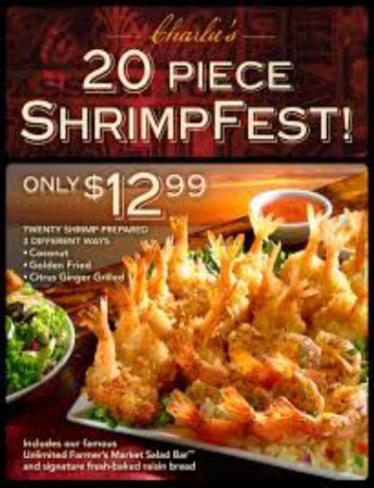 Charlie's
20 PIECE
SHRIMPFEST!
ONLY $12.99
TWENTY SHRIMP PREPARED
3 DIFFERENT WAYS
• Coconut
• Golden Fried
• Citrus Ginger Grilled
Includes our famous
Unlimited Farmer's Market Salad Bar™
and signature fresh-baked raisin bread